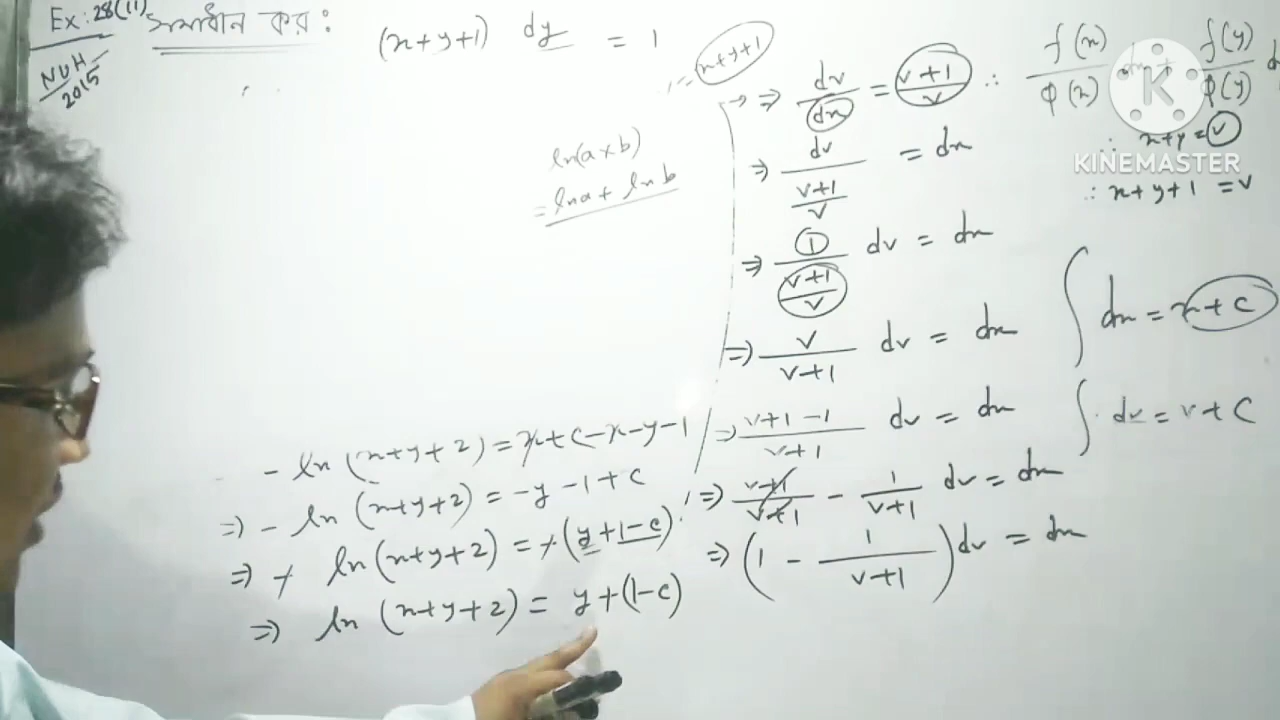 Ex: 28(11) সমাধান কর: (x+y+1) dy = 1
NUH 2015
ln(a×b)
= ln a + ln b
- ln (x+y+2) = x+c-x-y-1
⇒ - ln (x+y+2) = -y -1+c
⇒ - ln (x+y+2) = -(y+1-c)
⇒ ln (x+y+2) = y+(1-c)
x+y+1
⇒ dv/dx = (v+1)/v
⇒ dv/((v+1)/v) = dx
⇒ 1/((v+1)/v) dv = dx
⇒ v/(v+1) dv = dx
⇒ (v+1-1)/(v+1) dv = dx
⇒ (v+1)/(v+1) - 1/(v+1) dv = dx
⇒ (1 - 1/(v+1)) dv = dx
∴ f(x)/φ(x) dx + f(y)/φ(y)
K
KINEMASTER
∴ x+y = v
∴ x+y+1 = v
∫ dx = x+c
∫ dv = v+c